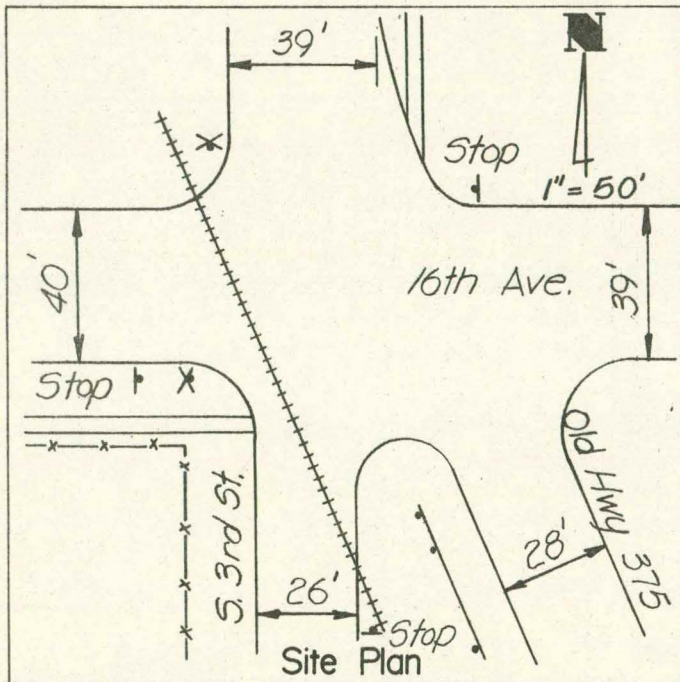 39'
N
Stop
1"=50'
40'
16th Ave.
39'
Stop
S. 3rd St.
Old Hwy 375
28'
26'
Stop
Site Plan